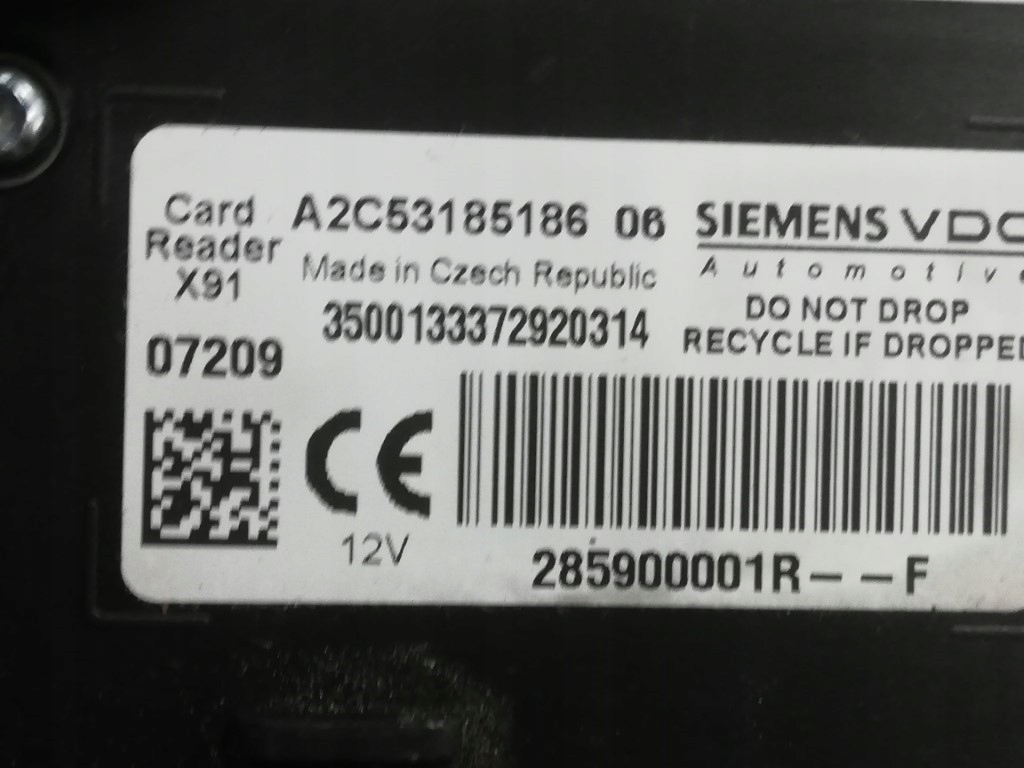 Card Reader X91
A2C53185186 06
Made in Czech Republic
3500133372920314
07209
SIEMENS VDO
Automotive
DO NOT DROP
RECYCLE IF DROPPED
CE
12V
285900001R--F